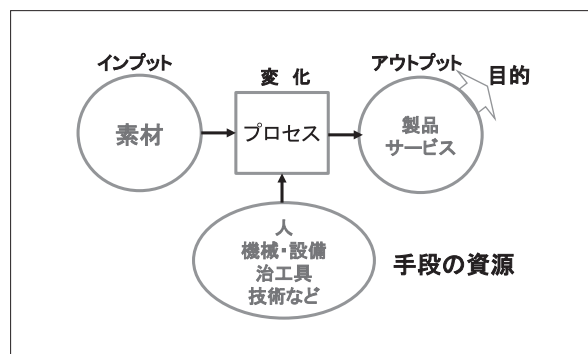 インプット
変 化
アウトプット
目的
素材
プロセス
製品
サービス
人
機械・設備
治工具
技術など
手段の資源